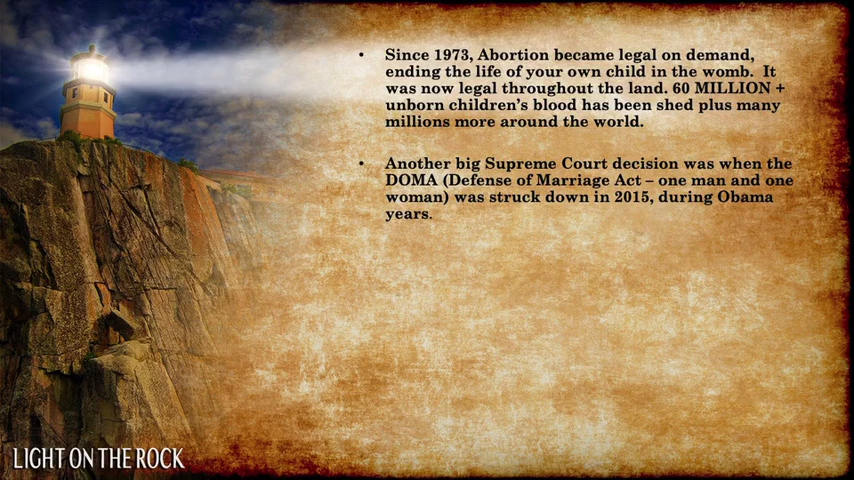 • Since 1973, Abortion became legal on demand,
ending the life of your own child in the womb.  It
was now legal throughout the land. 60 MILLION +
unborn children's blood has been shed plus many
millions more around the world.
• Another big Supreme Court decision was when the
DOMA (Defense of Marriage Act – one man and one
woman) was struck down in 2015, during Obama
years.
LIGHT ON THE ROCK